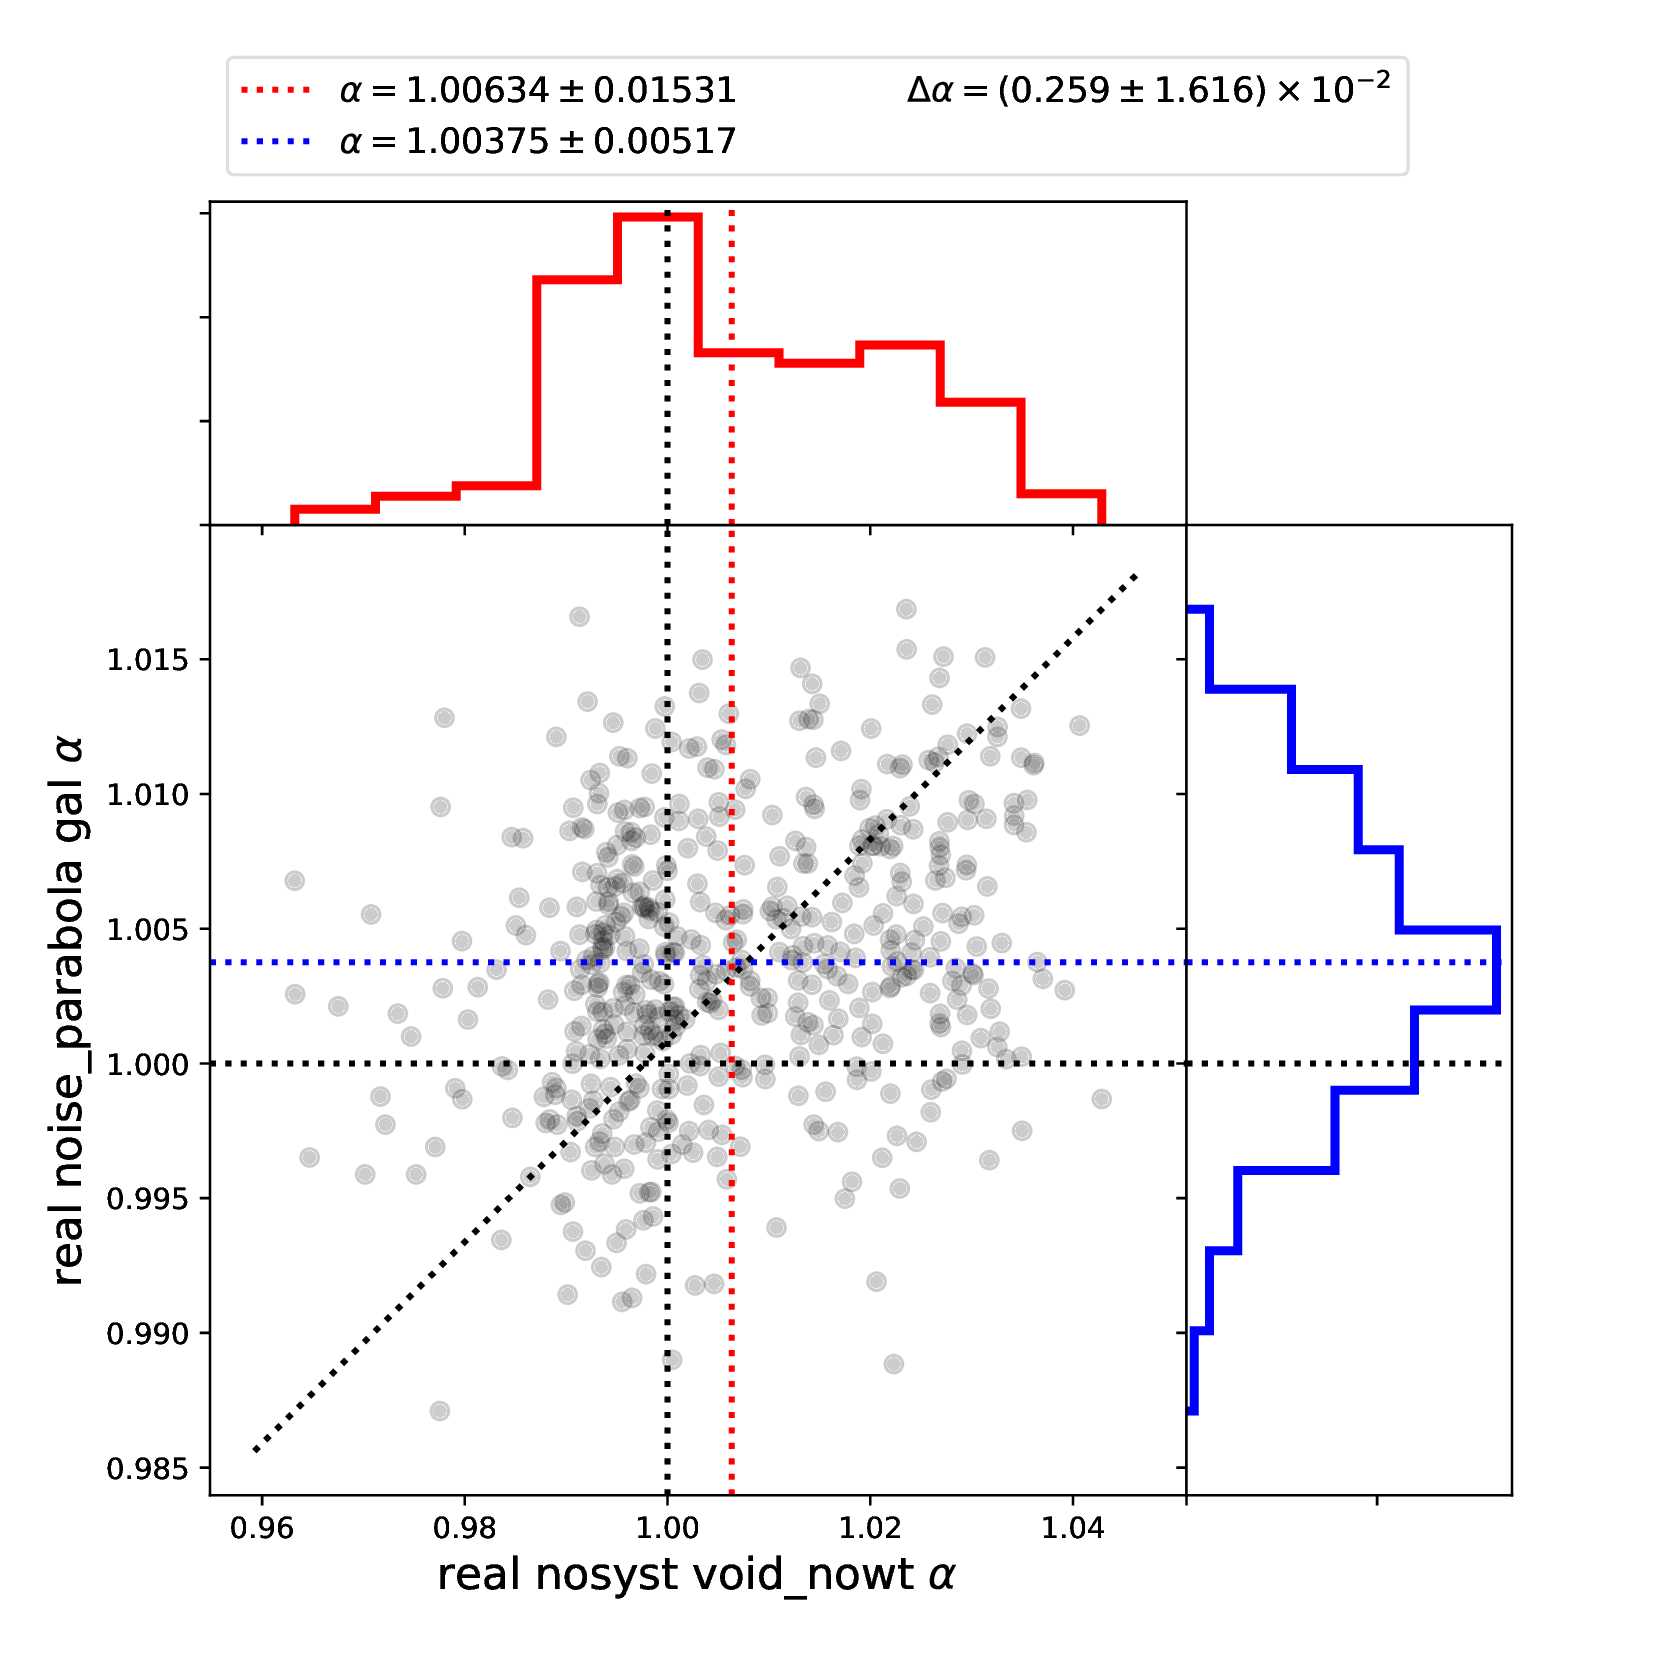 α = 1.00634 ± 0.01531
Δα = (0.259 ± 1.616) × 10⁻²
α = 1.00375 ± 0.00517
real noise_parabola gal α
1.015
1.010
1.005
1.000
0.995
0.990
0.985
0.96 0.98 1.00 1.02 1.04
real nosyst void_nowt α